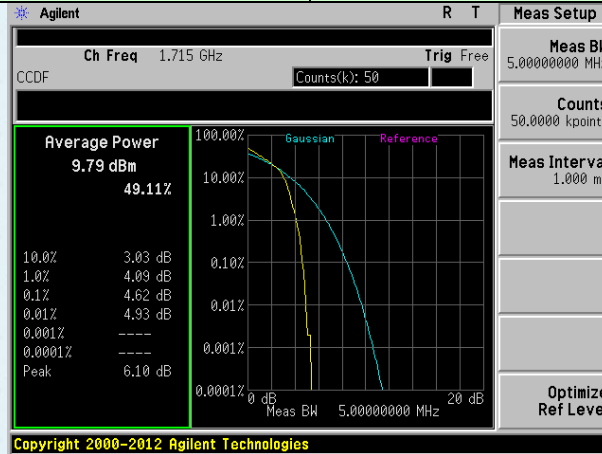 Agilent R T Meas Setup
Ch Freq 1.715 GHz Trig Free
CCDF Counts(k): 50
Meas B
5.00000000 MH
Average Power
9.79 dBm
49.11%
10.0% 3.03 dB
1.0% 4.09 dB
0.1% 4.62 dB
0.01% 4.93 dB
0.001% ----
0.0001% ----
Peak 6.10 dB
100.00%
Gaussian Reference
10.00%
1.00%
0.10%
0.01%
0.001%
0.0001%
0 dB 20 dB
Meas BW 5.00000000 MHz
Counts
50.0000 kpoint
Meas Interva
1.000 m
Optimize
Ref Leve
Copyright 2000-2012 Agilent Technologies